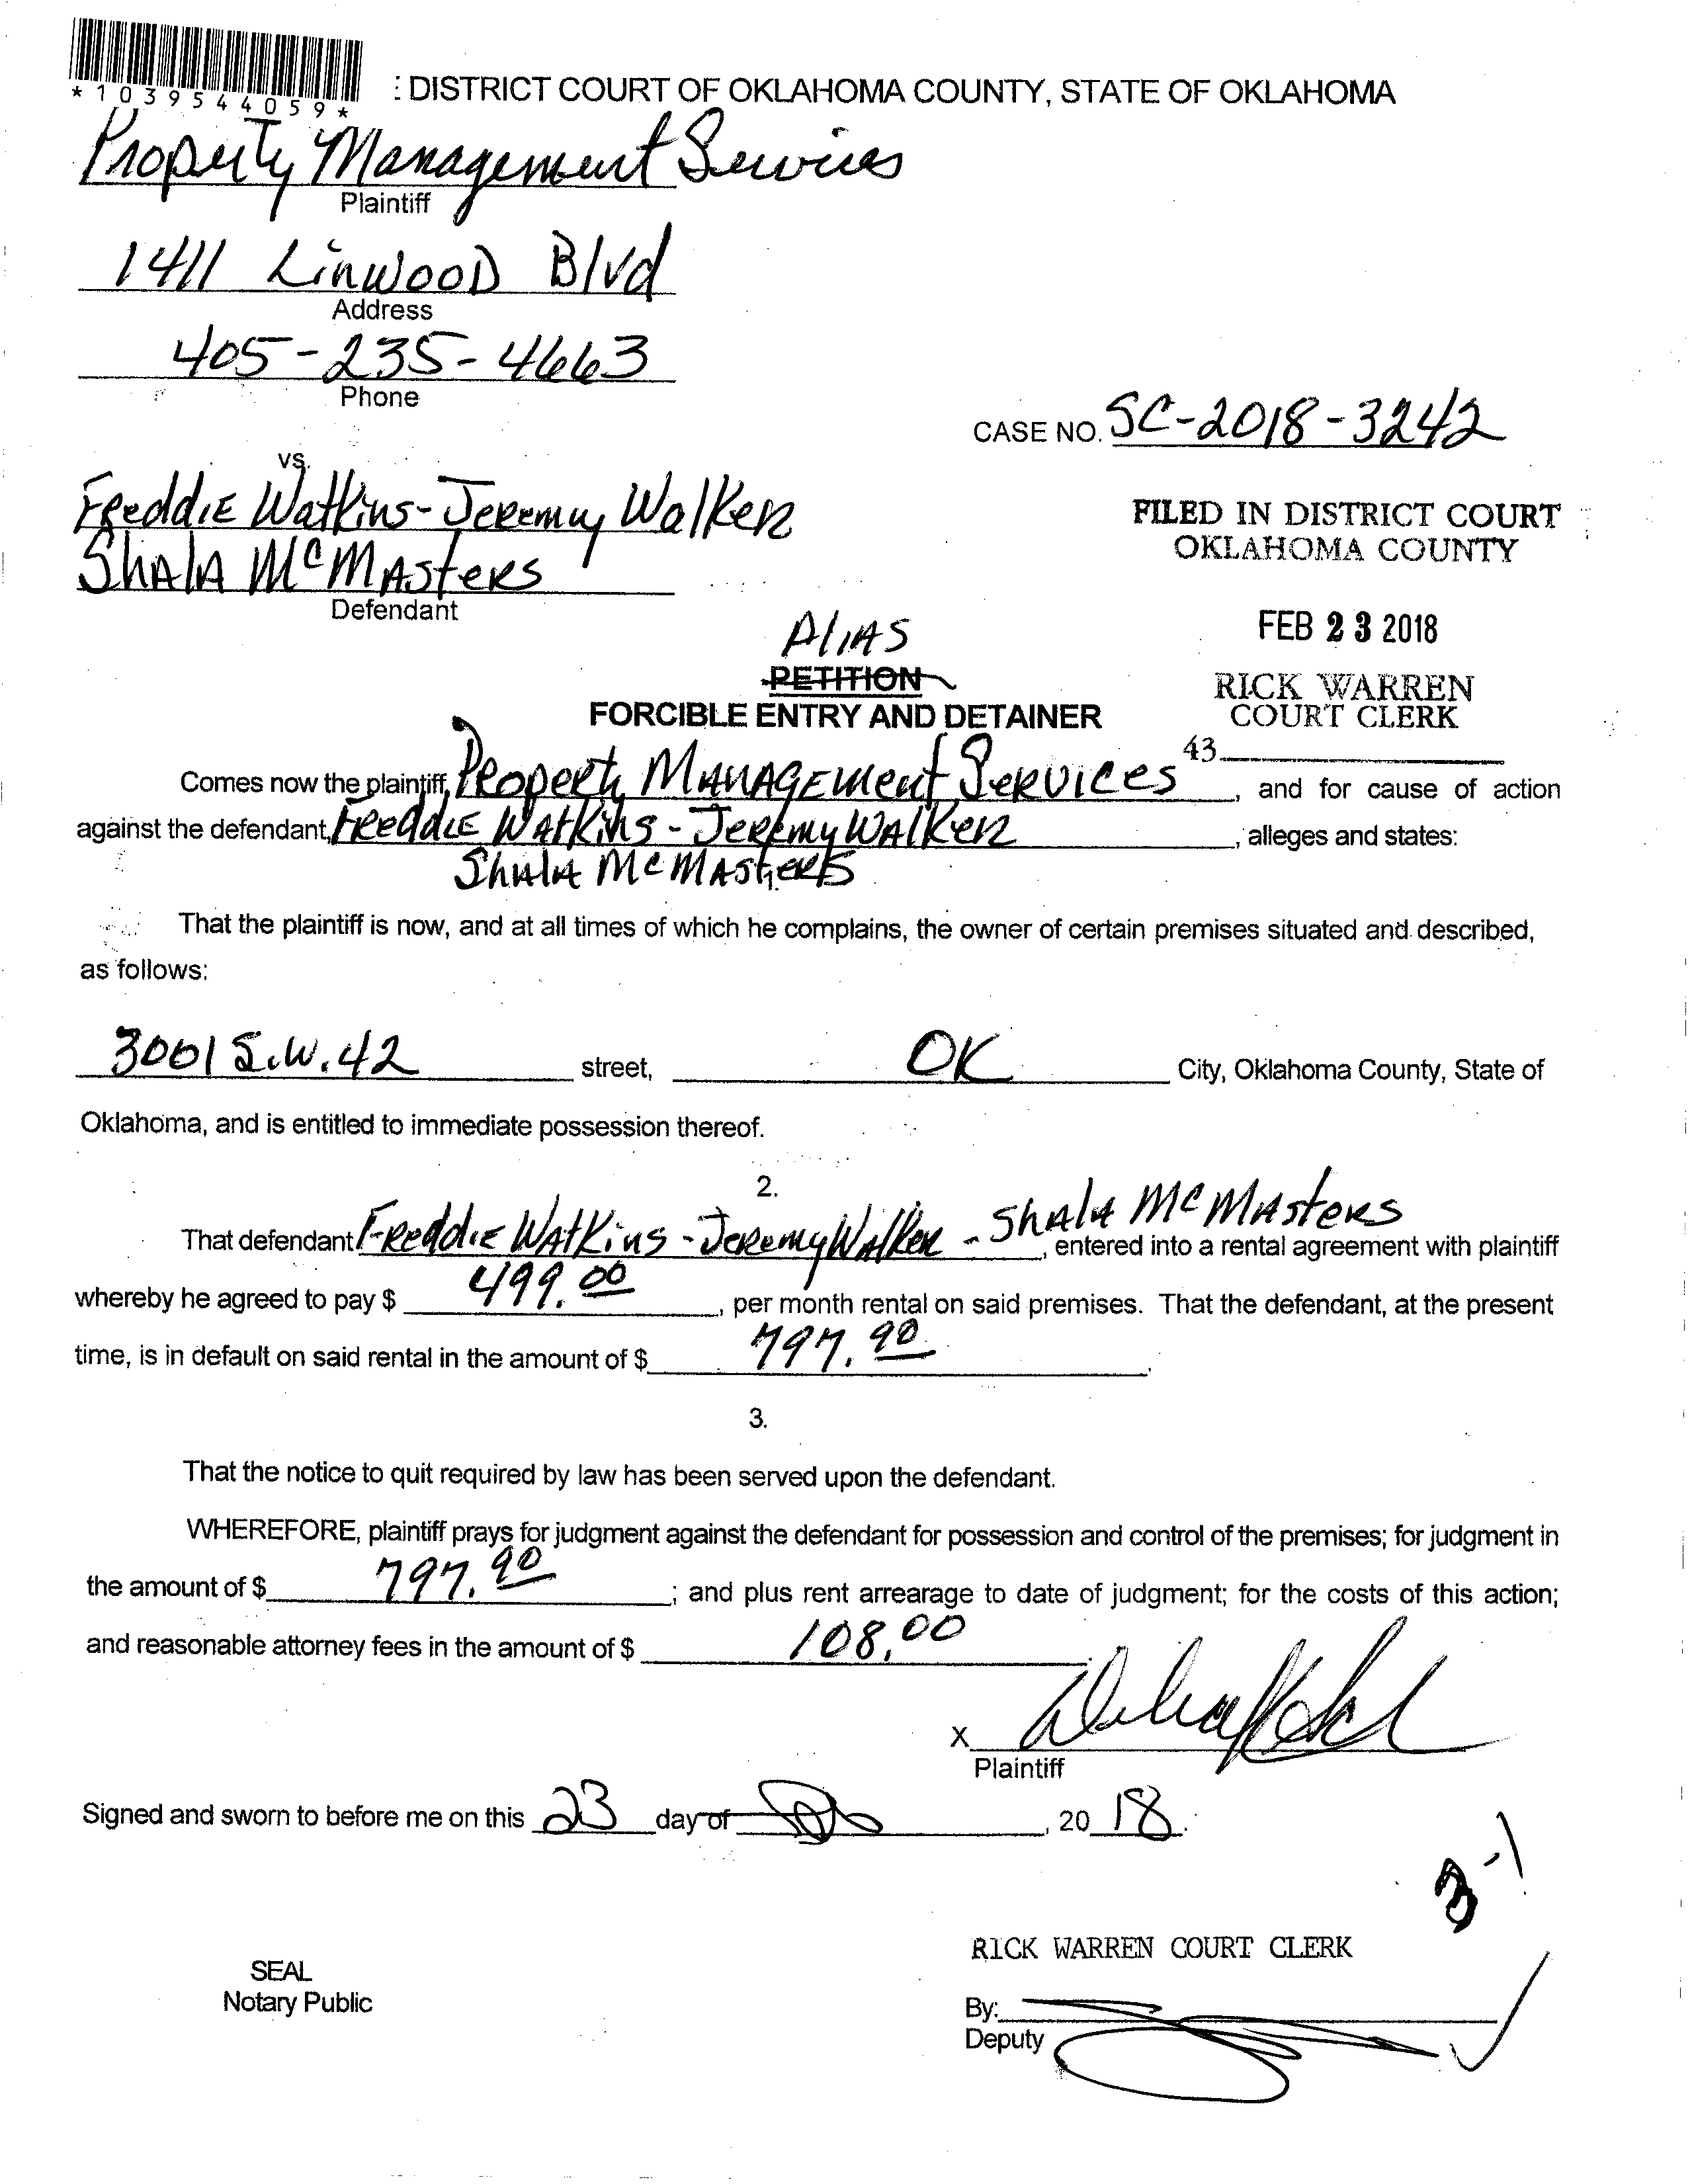 *1039544059*
: DISTRICT COURT OF OKLAHOMA COUNTY, STATE OF OKLAHOMA
Property Management Services
Plaintiff
1411 Linwood Blvd
Address
405-235-4663
Phone
CASE NO. SC-2018-3242
vs.
Freddie Watkins-Jeremy Walker
Shala McMasters
Defendant
FILED IN DISTRICT COURT
OKLAHOMA COUNTY
FEB 23 2018
RICK WARREN
COURT CLERK
43
Alias
PETITION
FORCIBLE ENTRY AND DETAINER
Comes now the plaintiff, Property Management Services, and for cause of action
against the defendant, Freddie Watkins - Jeremy Walker, alleges and states:
Shala McMasters
That the plaintiff is now, and at all times of which he complains, the owner of certain premises situated and described,
as follows:
3001 S.W. 42 street, OK City, Oklahoma County, State of
Oklahoma, and is entitled to immediate possession thereof.
2.
That defendant Freddie Watkins - Jeremy Walker - Shala McMasters, entered into a rental agreement with plaintiff
whereby he agreed to pay $ 499.00, per month rental on said premises. That the defendant, at the present
time, is in default on said rental in the amount of $ 797.90.
3.
That the notice to quit required by law has been served upon the defendant.
WHEREFORE, plaintiff prays for judgment against the defendant for possession and control of the premises; for judgment in
the amount of $ 797.90; and plus rent arrearage to date of judgment; for the costs of this action;
and reasonable attorney fees in the amount of $ 108.00.
X
Plaintiff
Signed and sworn to before me on this 23 day of , 20 18.
3-1
RICK WARREN COURT CLERK
SEAL
Notary Public
By:
Deputy